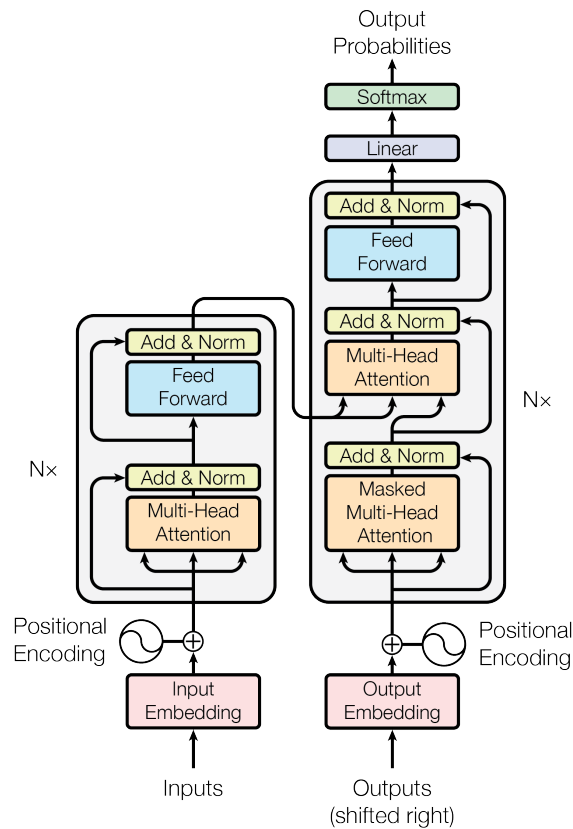 Output
Probabilities
Softmax
Linear
Add & Norm
Feed
Forward
Add & Norm
Multi-Head
Attention
Add & Norm
Masked
Multi-Head
Attention
N×
Add & Norm
Feed
Forward
Add & Norm
Multi-Head
Attention
N×
Positional
Encoding
Positional
Encoding
Input
Embedding
Output
Embedding
Inputs
Outputs
(shifted right)